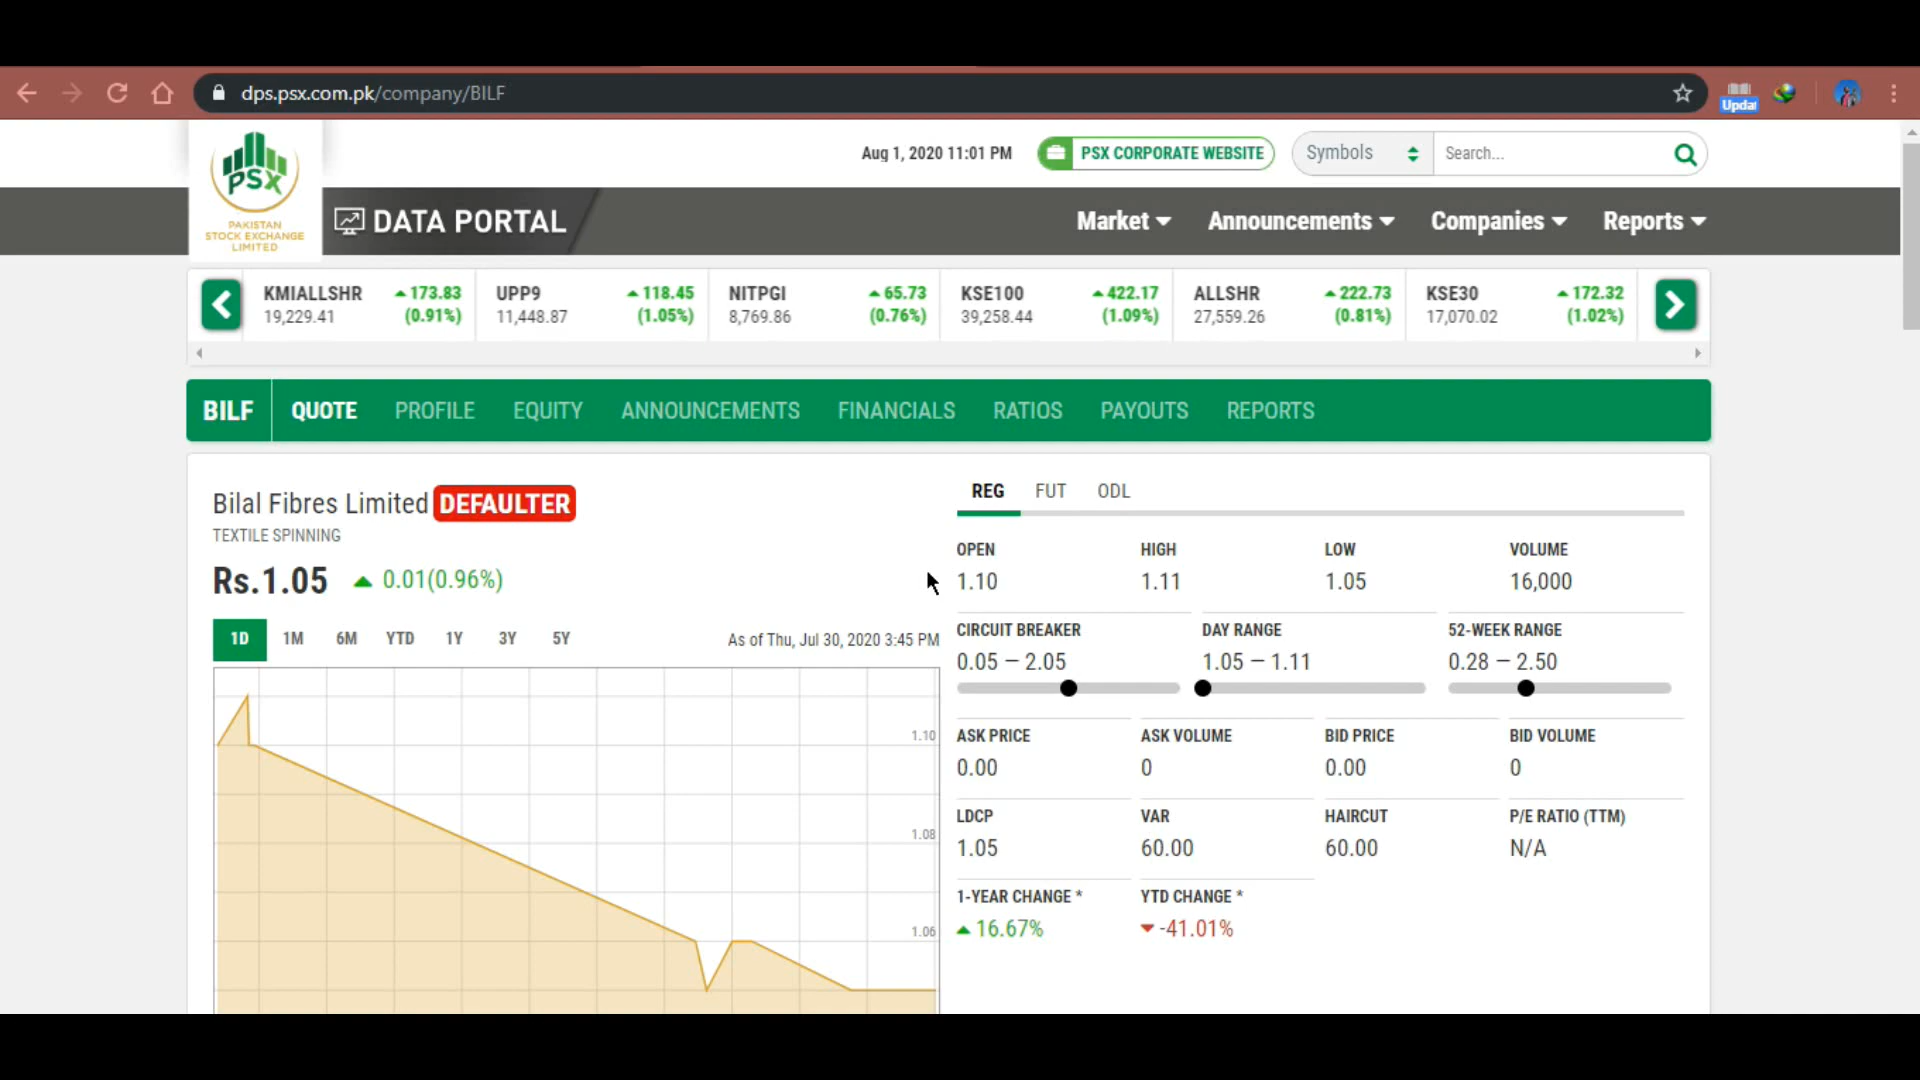 dps.psx.com.pk/company/BILF
Updat
Aug 1, 2020 11:01 PM
PSX CORPORATE WEBSITE
Symbols
Search...
PSX
PAKISTAN
STOCK EXCHANGE
LIMITED
DATA PORTAL
Market
Announcements
Companies
Reports
KMIALLSHR 173.83
19,229.41 (0.91%)
UPP9 118.45
11,448.87 (1.05%)
NITPGI 65.73
8,769.86 (0.76%)
KSE100 422.17
39,258.44 (1.09%)
ALLSHR 222.73
27,559.26 (0.81%)
KSE30 172.32
17,070.02 (1.02%)
BILF QUOTE PROFILE EQUITY ANNOUNCEMENTS FINANCIALS RATIOS PAYOUTS REPORTS
Bilal Fibres Limited DEFAULTER
TEXTILE SPINNING
Rs.1.05 0.01(0.96%)
1D 1M 6M YTD 1Y 3Y 5Y As of Thu, Jul 30, 2020 3:45 PM
1.10
1.08
1.06
REG FUT ODL
OPEN HIGH LOW VOLUME
1.10 1.11 1.05 16,000
CIRCUIT BREAKER DAY RANGE 52-WEEK RANGE
0.05 — 2.05 1.05 — 1.11 0.28 — 2.50
ASK PRICE ASK VOLUME BID PRICE BID VOLUME
0.00 0 0.00 0
LDCP VAR HAIRCUT P/E RATIO (TTM)
1.05 60.00 60.00 N/A
1-YEAR CHANGE * YTD CHANGE *
16.67% -41.01%